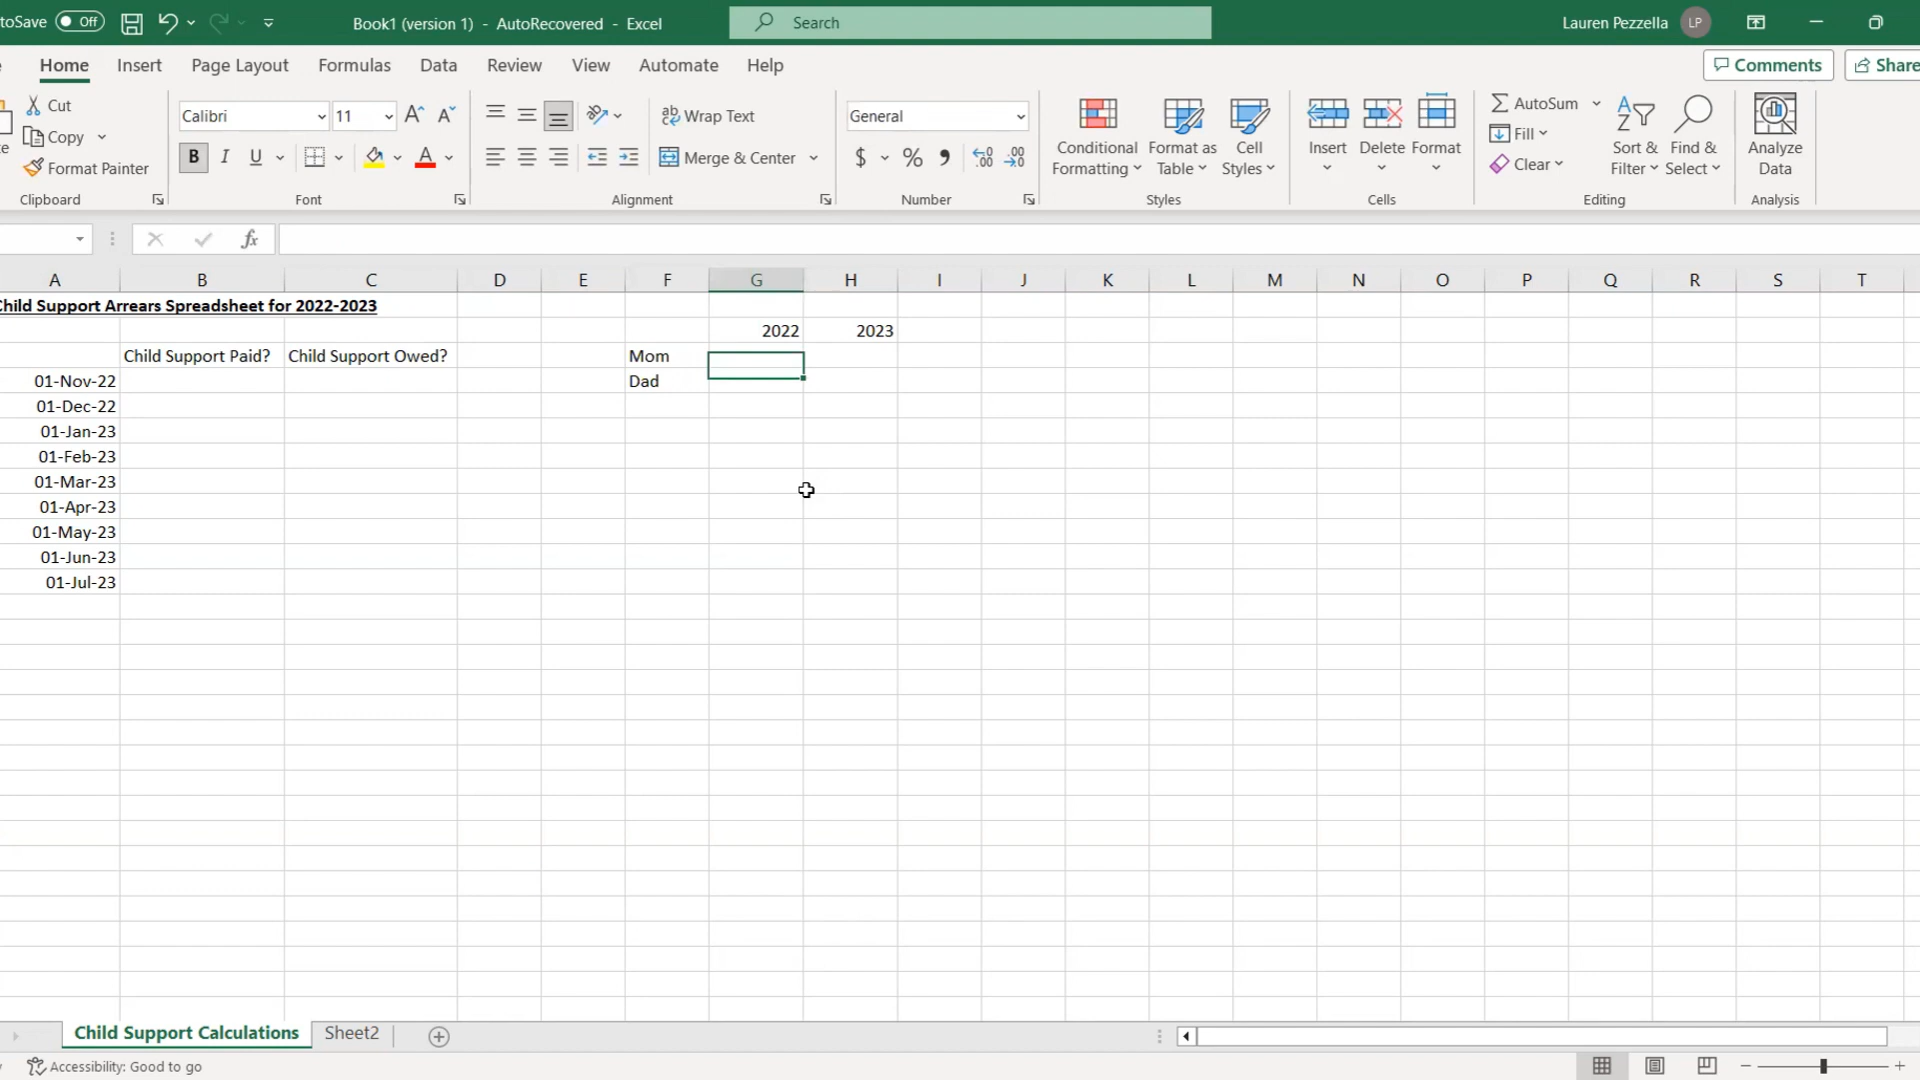 toSave Off Book1 (version 1) - AutoRecovered - Excel Search Lauren Pezzella LP
Home Insert Page Layout Formulas Data Review View Automate Help Comments Share
Cut
Copy
Format Painter
Clipboard
Calibri 11
B I U A
Font
Wrap Text
Merge & Center
Alignment
General
$ %
Number
Conditional Formatting
Format as Table
Cell Styles
Styles
Insert Delete Format
Cells
AutoSum
Fill
Clear
Sort & Filter
Find & Select
Editing
Analyze Data
Analysis
fx
A B C D E F G H I J K L M N O P Q R S T
Child Support Arrears Spreadsheet for 2022-2023
2022 2023
Child Support Paid? Child Support Owed? Mom
01-Nov-22 Dad
01-Dec-22
01-Jan-23
01-Feb-23
01-Mar-23
01-Apr-23
01-May-23
01-Jun-23
01-Jul-23
Child Support Calculations Sheet2
Accessibility: Good to go